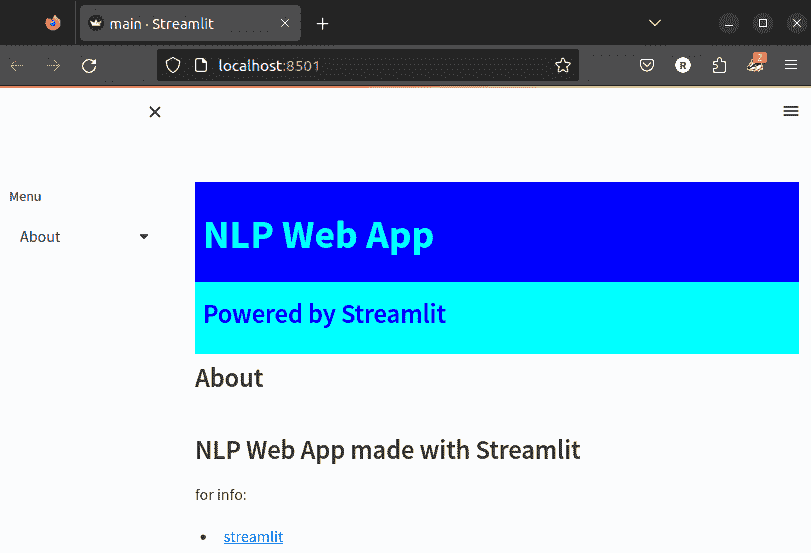 main · Streamlit
localhost:8501
R
2
Menu
About
NLP Web App
Powered by Streamlit
About
NLP Web App made with Streamlit
for info:
streamlit